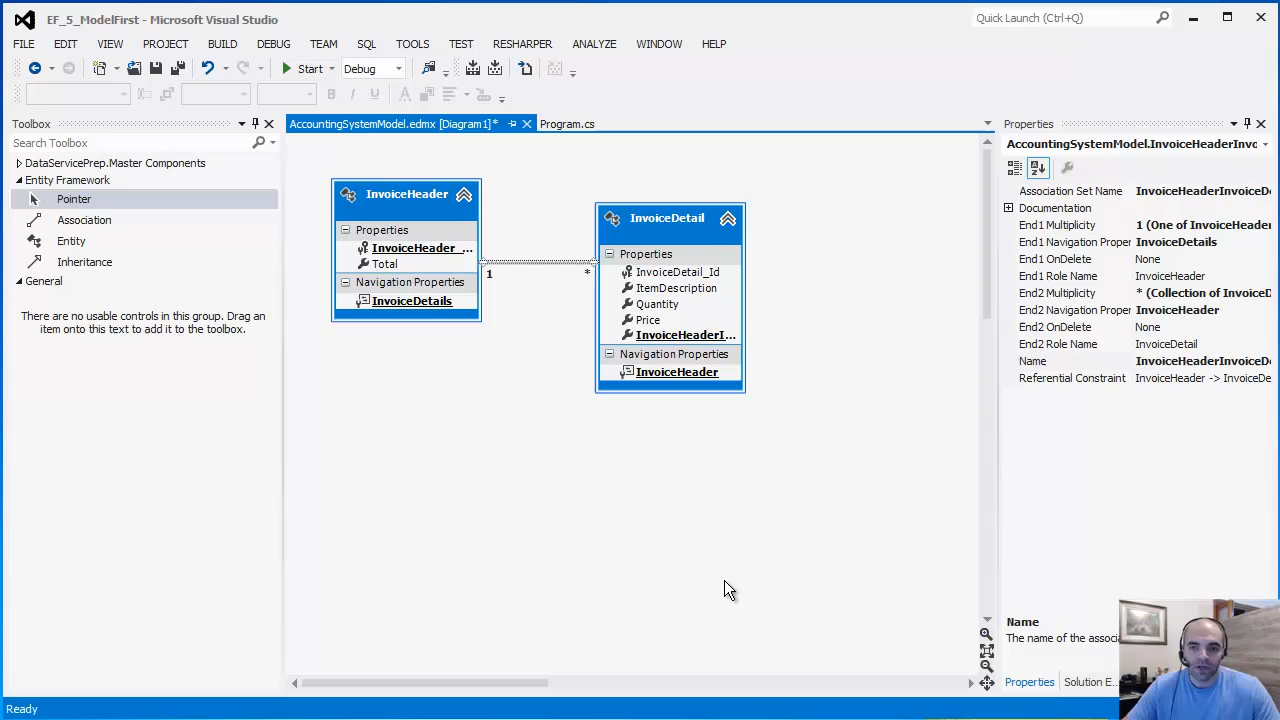 EF_5_ModelFirst - Microsoft Visual Studio
Quick Launch (Ctrl+Q)
FILE EDIT VIEW PROJECT BUILD DEBUG TEAM SQL TOOLS TEST RESHARPER ANALYZE WINDOW HELP
Start Debug
B I U A
Toolbox
AccountingSystemModel.edmx [Diagram1]* Program.cs
Properties
Search Toolbox
AccountingSystemModel.InvoiceHeaderInvo
DataServicePrep.Master Components
Entity Framework
Pointer
Association
Entity
Inheritance
General
There are no usable controls in this group. Drag an
item onto this text to add it to the toolbox.
InvoiceHeader
Properties
InvoiceHeader_...
Total
Navigation Properties
InvoiceDetails
1
*
InvoiceDetail
Properties
InvoiceDetail_Id
ItemDescription
Quantity
Price
InvoiceHeaderI...
Navigation Properties
InvoiceHeader
Association Set Name InvoiceHeaderInvoiceDe
Documentation
End1 Multiplicity 1 (One of InvoiceHeader
End1 Navigation Proper InvoiceDetails
End1 OnDelete None
End1 Role Name InvoiceHeader
End2 Multiplicity * (Collection of InvoiceD
End2 Navigation Proper InvoiceHeader
End2 OnDelete None
End2 Role Name InvoiceDetail
Name InvoiceHeaderInvoiceDe
Referential Constraint InvoiceHeader -> InvoiceDe
Name
The name of the associa
Properties Solution E...
Ready